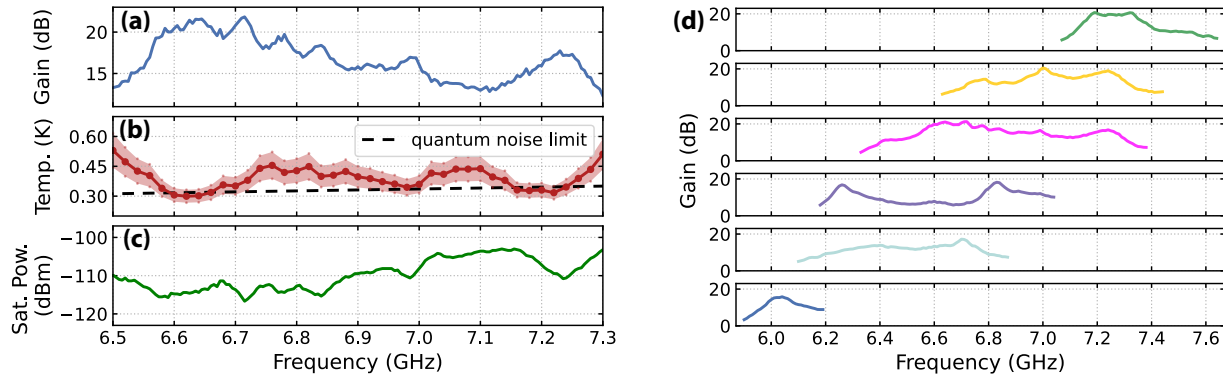 (a)
Gain (dB)
20
15
(b)
quantum noise limit
Temp. (K)
0.60
0.45
0.30
(c)
Sat. Pow.
(dBm)
−100
−110
−120
6.5 6.6 6.7 6.8 6.9 7.0 7.1 7.2 7.3
Frequency (GHz)
(d)
Gain (dB)
20
0
20
0
20
0
20
0
20
0
20
0
6.0 6.2 6.4 6.6 6.8 7.0 7.2 7.4 7.6
Frequency (GHz)